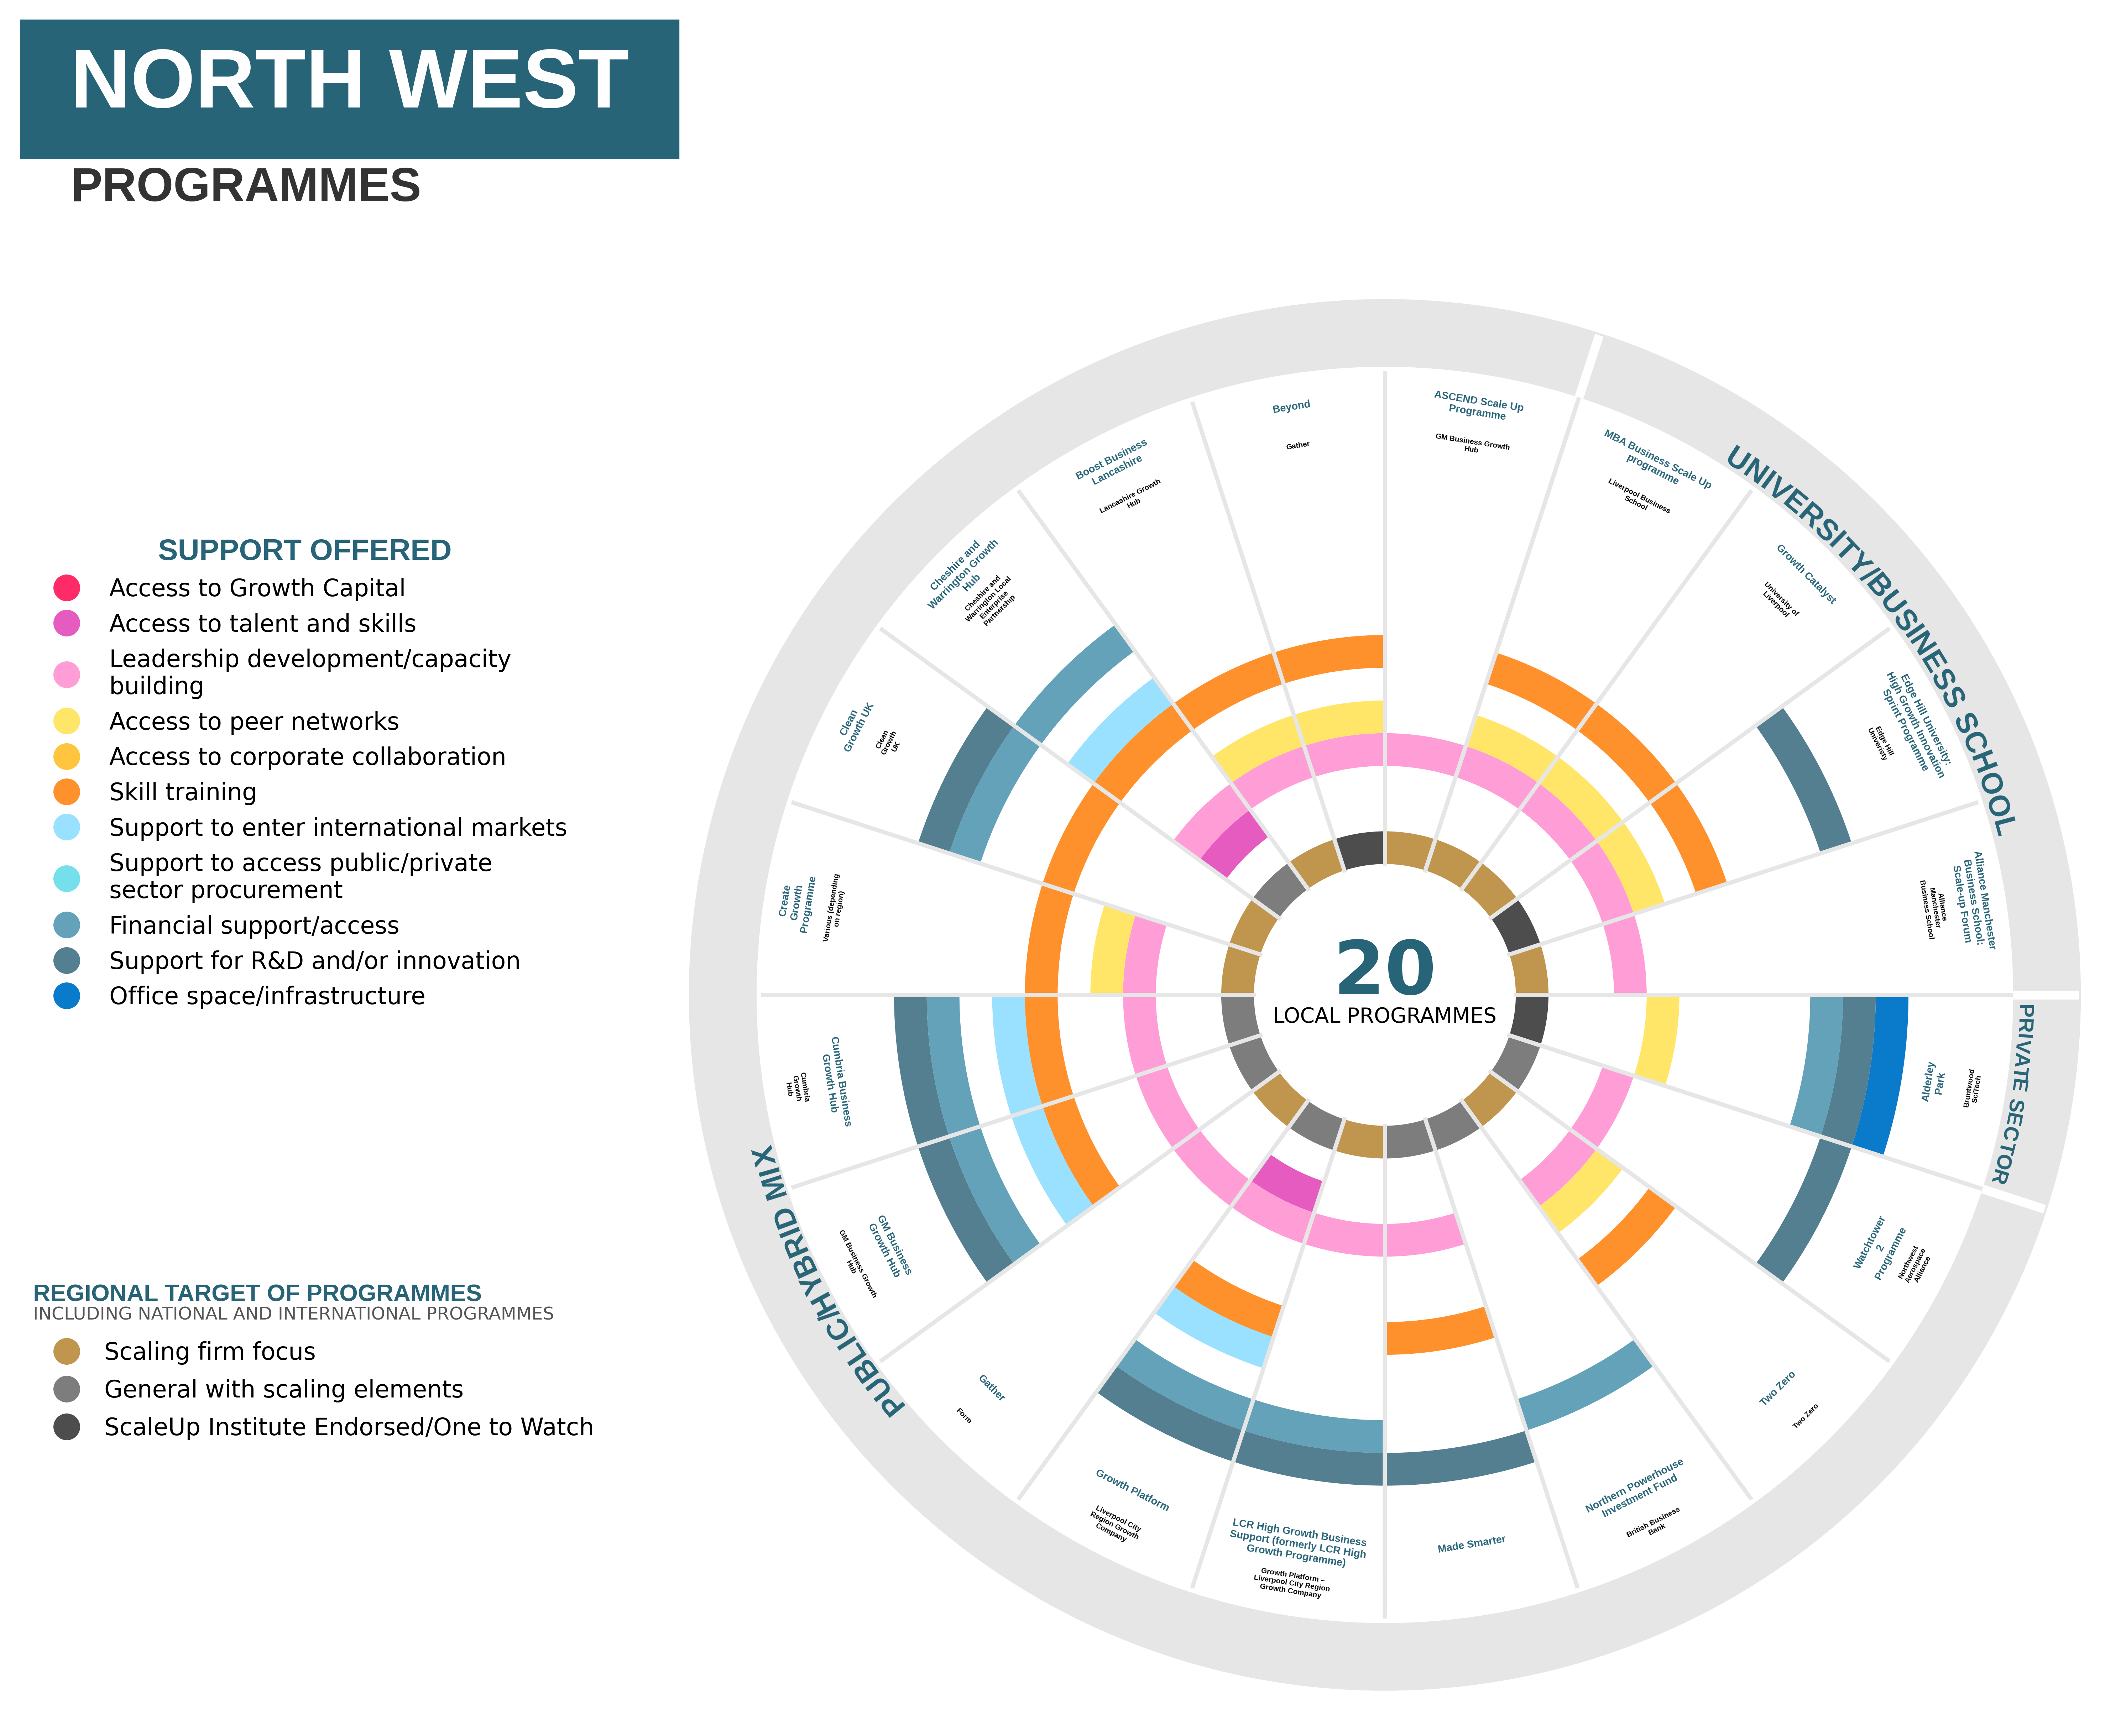 NORTH WEST
PROGRAMMES
SUPPORT OFFERED
Access to Growth Capital
Access to talent and skills
Leadership development/capacity
building
Access to peer networks
Access to corporate collaboration
Skill training
Support to enter international markets
Support to access public/private
sector procurement
Financial support/access
Support for R&D and/or innovation
Office space/infrastructure
REGIONAL TARGET OF PROGRAMMES
INCLUDING NATIONAL AND INTERNATIONAL PROGRAMMES
Scaling firm focus
General with scaling elements
ScaleUp Institute Endorsed/One to Watch
20
LOCAL PROGRAMMES
UNIVERSITY/BUSINESS SCHOOL
PRIVATE SECTOR
PUBLIC/HYBRID MIX
ASCEND Scale Up
Programme
GM Business Growth
Hub
MBA Business Scale Up
programme
Liverpool Business
School
Growth Catalyst
University of
Liverpool
Edge Hill University:
High Growth Innovation
Sprint Programme
Edge Hill
Univeristy
Alliance Manchester
Business School:
Scale-up Forum
Alliance
Manchester
Business School
Alderley
Park
Bruntwood
SciTech
Watchtower
2
Programme
Northwest
Aerospace
Alliance
Two Zero
Two Zero
Northern Powerhouse
Investment Fund
British Business
Bank
Made Smarter
LCR High Growth Business
Support (formerly LCR High
Growth Programme)
Growth Platform –
Liverpool City Region
Growth Company
Growth Platform
Liverpool City
Region Growth
Company
Gather
Form
GM Business
Growth Hub
GM Business Growth
Hub
Cumbria Business
Growth Hub
Cumbria
Growth
Hub
Create
Growth
Programme
Various (depending
on region)
Clean
Growth UK
Clean
Growth
UK
Cheshire and
Warrington Growth
Hub
Cheshire and
Warrington Local
Enterprise
Partnership
Boost Business
Lancashire
Lancashire Growth
Hub
Beyond
Gather